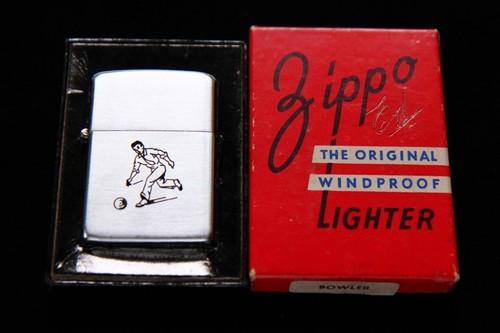 Zippo
THE ORIGINAL
WINDPROOF
LIGHTER
BOWLER